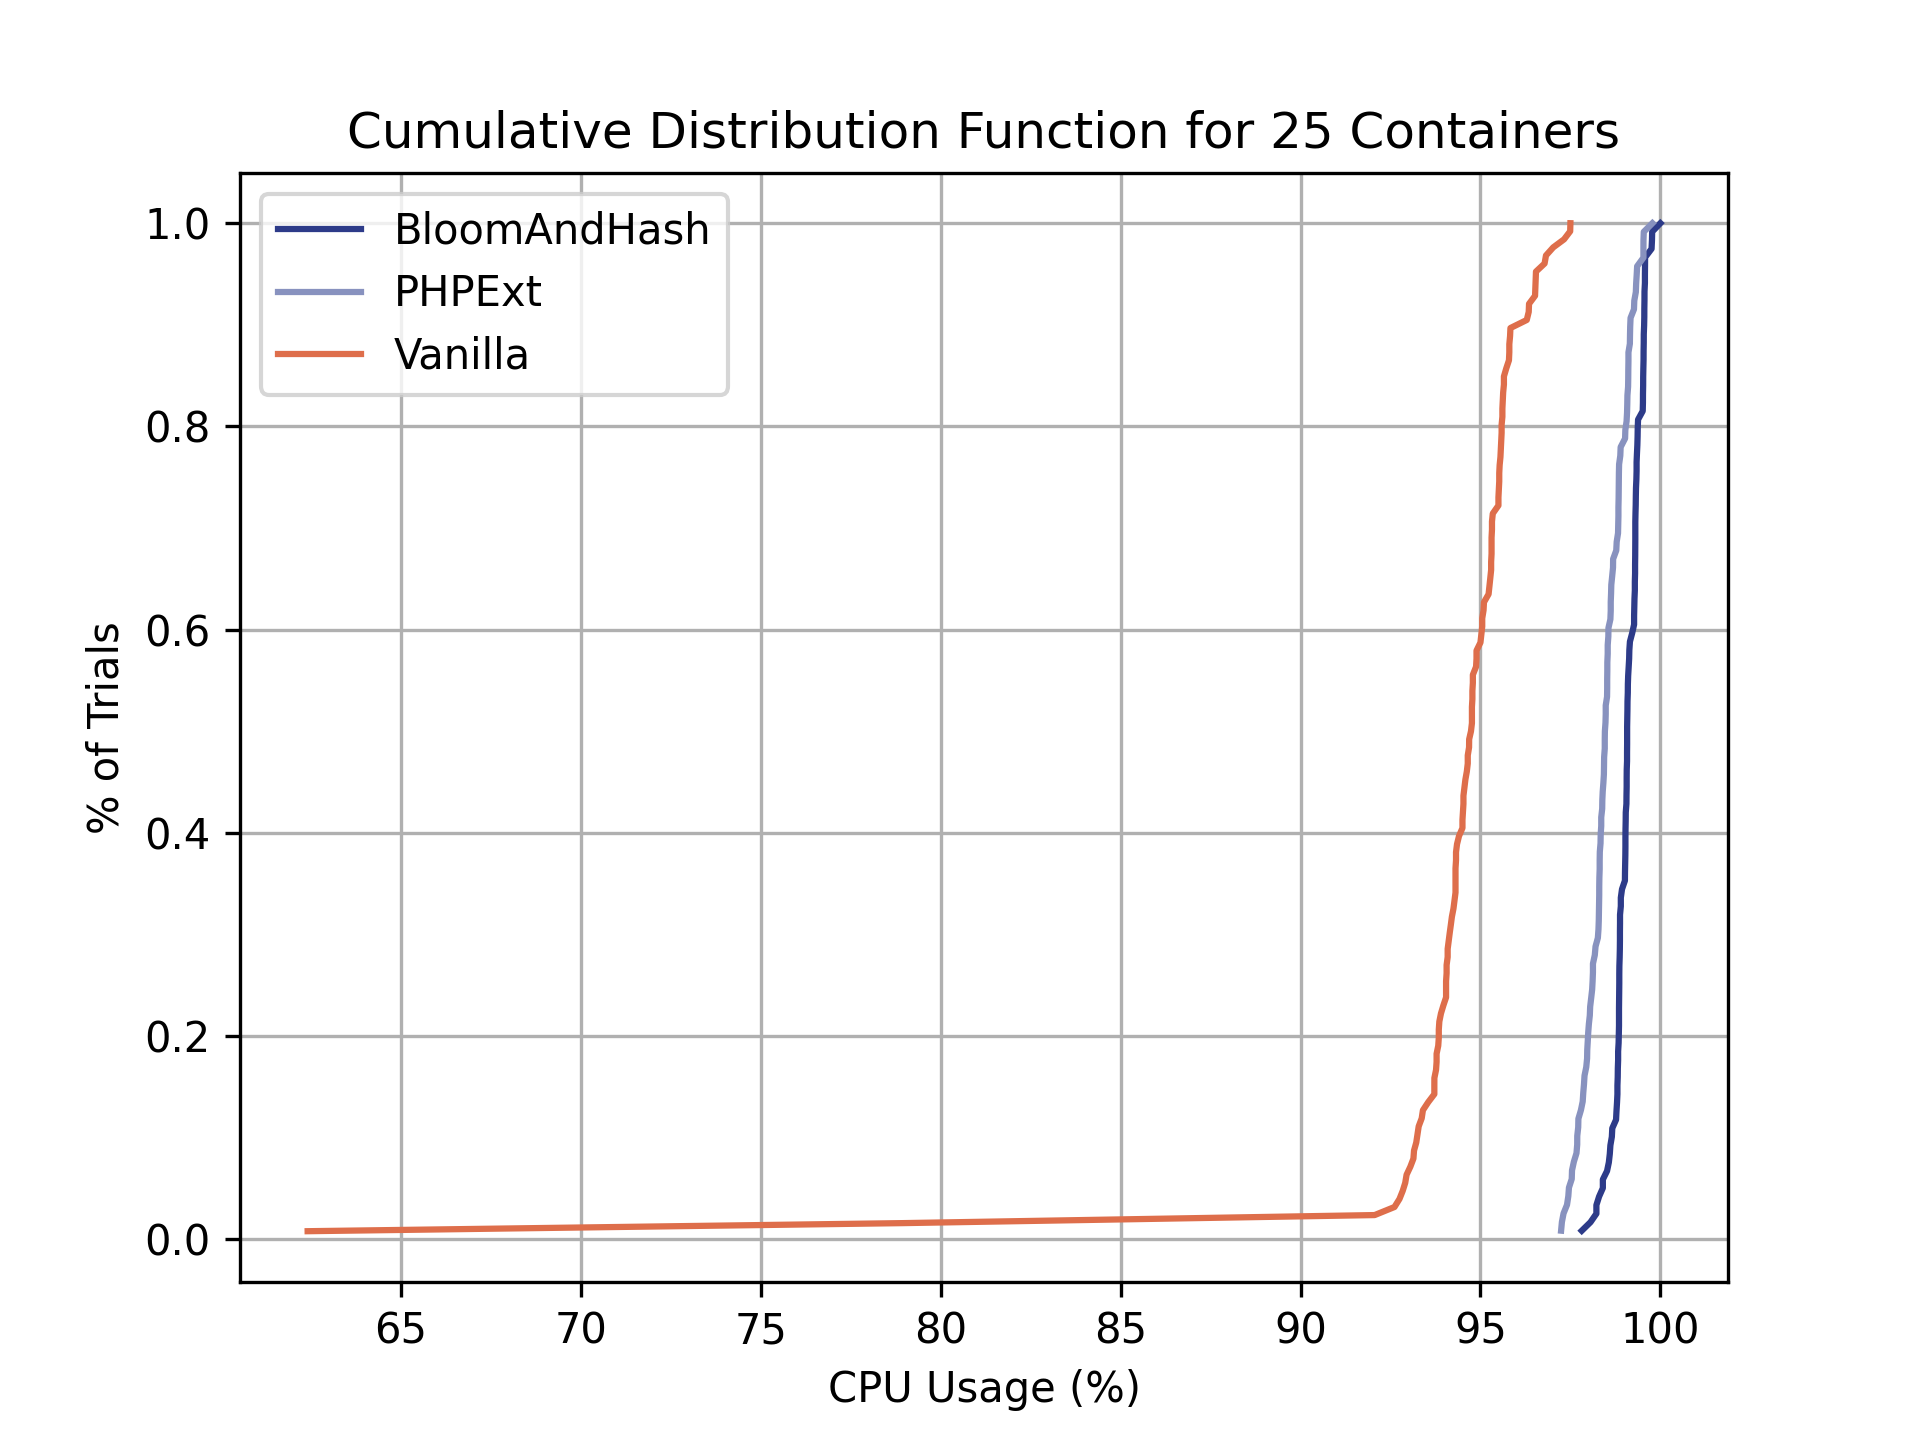 Cumulative Distribution Function for 25 Containers
BloomAndHash
PHPExt
Vanilla
1.0
0.8
0.6
0.4
0.2
0.0
% of Trials
65 70 75 80 85 90 95 100
CPU Usage (%)